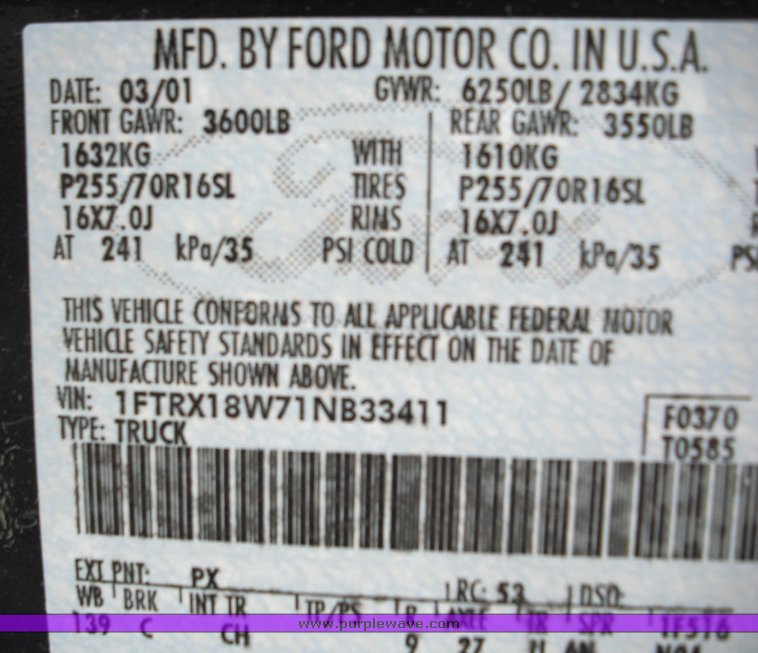 MFD. BY FORD MOTOR CO. IN U.S.A.
DATE: 03/01 GVWR: 6250LB/ 2834KG
FRONT GAWR: 3600LB REAR GAWR: 3550LB
1632KG WITH 1610KG
P255/70R16SL TIRES P255/70R16SL
16X7.0J RIMS 16X7.0J
AT 241 kPa/35 PSI COLD AT 241 kPa/35 PS
THIS VEHICLE CONFORMS TO ALL APPLICABLE FEDERAL MOTOR
VEHICLE SAFETY STANDARDS IN EFFECT ON THE DATE OF
MANUFACTURE SHOWN ABOVE.
VIN: 1FTRX18W71NB33411 F0370
TYPE: TRUCK T0585
EXT PNT: PX RC: 53 DSO:
WB BRK INT TR TP/PS R AXLE TR SPR TF516
www.purplewave.com
139 C CH 9 27